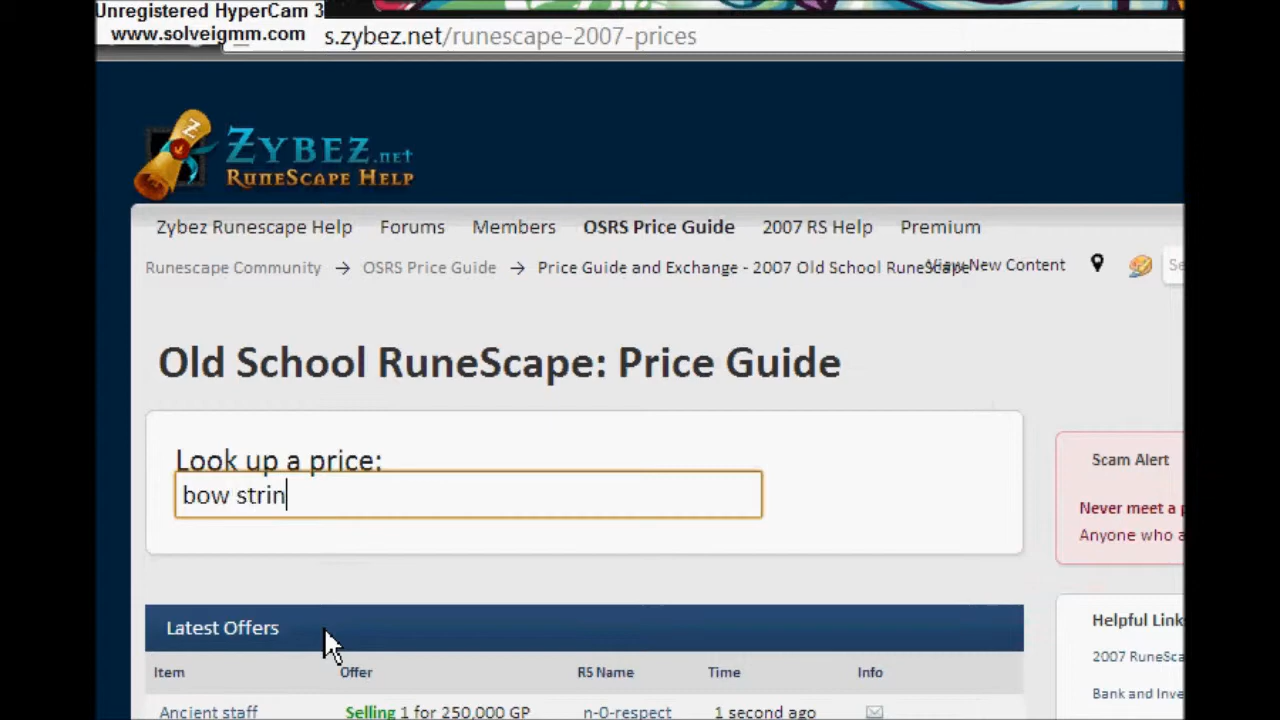 Unregistered HyperCam 3
www.solveigmm.com
s.zybez.net/runescape-2007-prices
Z
ZYBEZ.net
RUNESCAPE HELP
Zybez Runescape Help Forums Members OSRS Price Guide 2007 RS Help Premium
Runescape Community → OSRS Price Guide → Price Guide and Exchange - 2007 Old School RuneScape View New Content Se
Old School RuneScape: Price Guide
Look up a price:
bow strin
Scam Alert
Never meet a p
Anyone who a
Latest Offers
Helpful Link
Item Offer RS Name Time Info
2007 RuneSca
Bank and Inve
Ancient staff Selling 1 for 250,000 GP n-0-respect 1 second ago